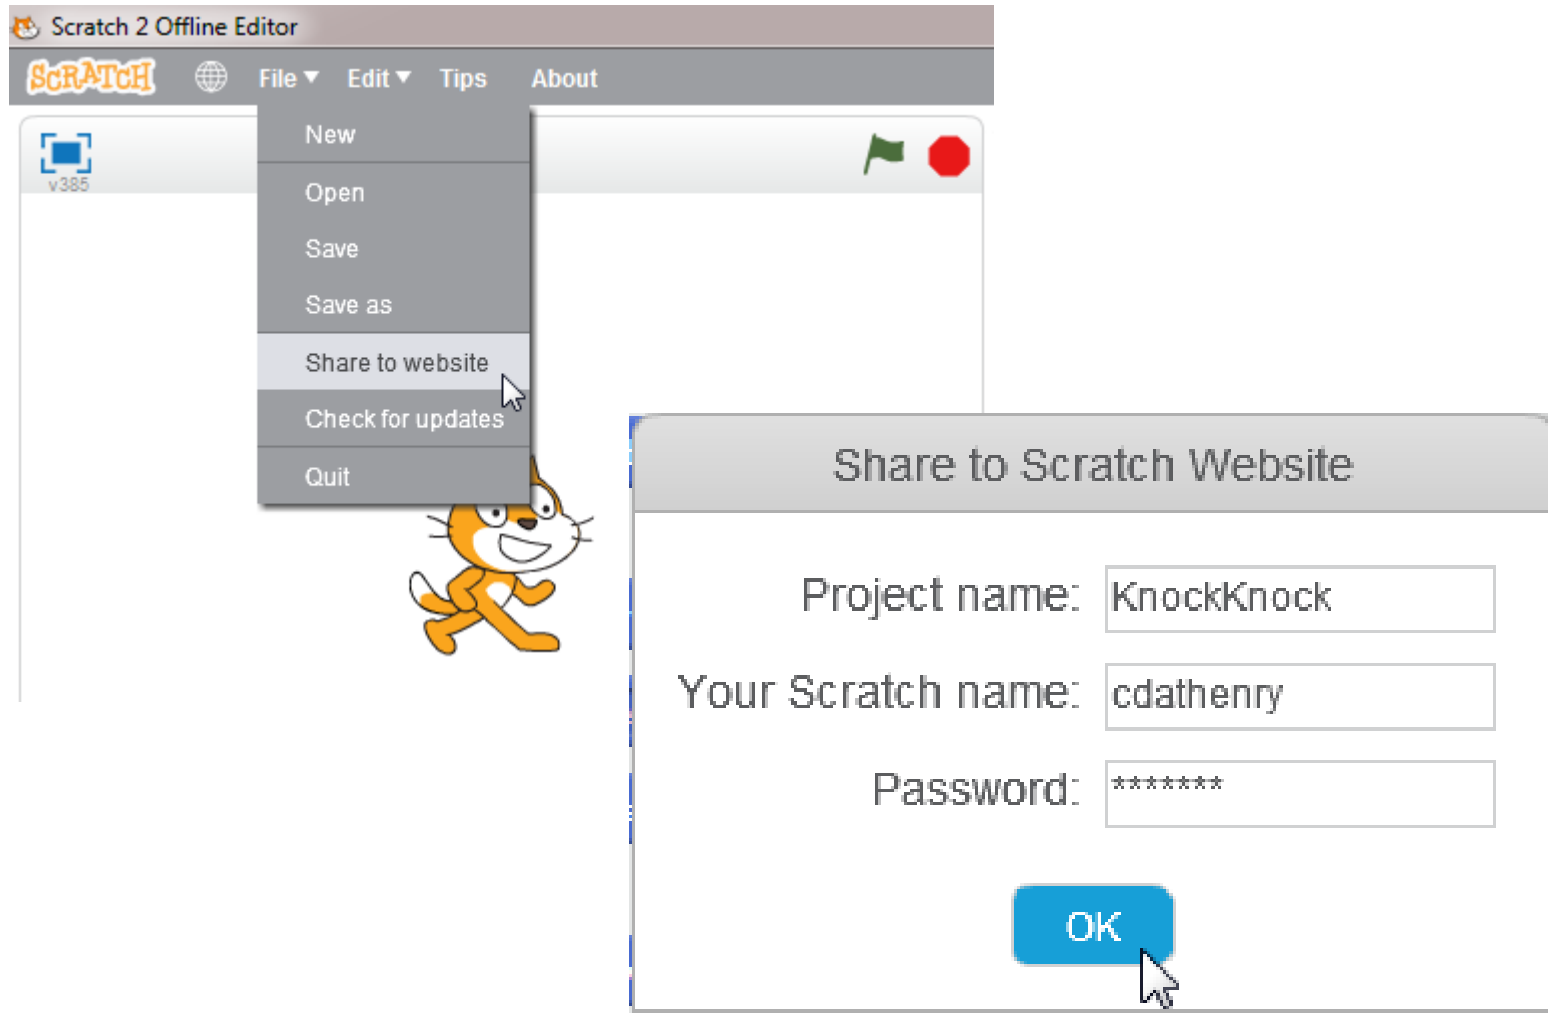 Scratch 2 Offline Editor
SCRATCH File Edit Tips About
v385
New
Open
Save
Save as
Share to website
Check for updates
Quit
Share to Scratch Website
Project name: KnockKnock
Your Scratch name: cdathenry
Password: *******
OK